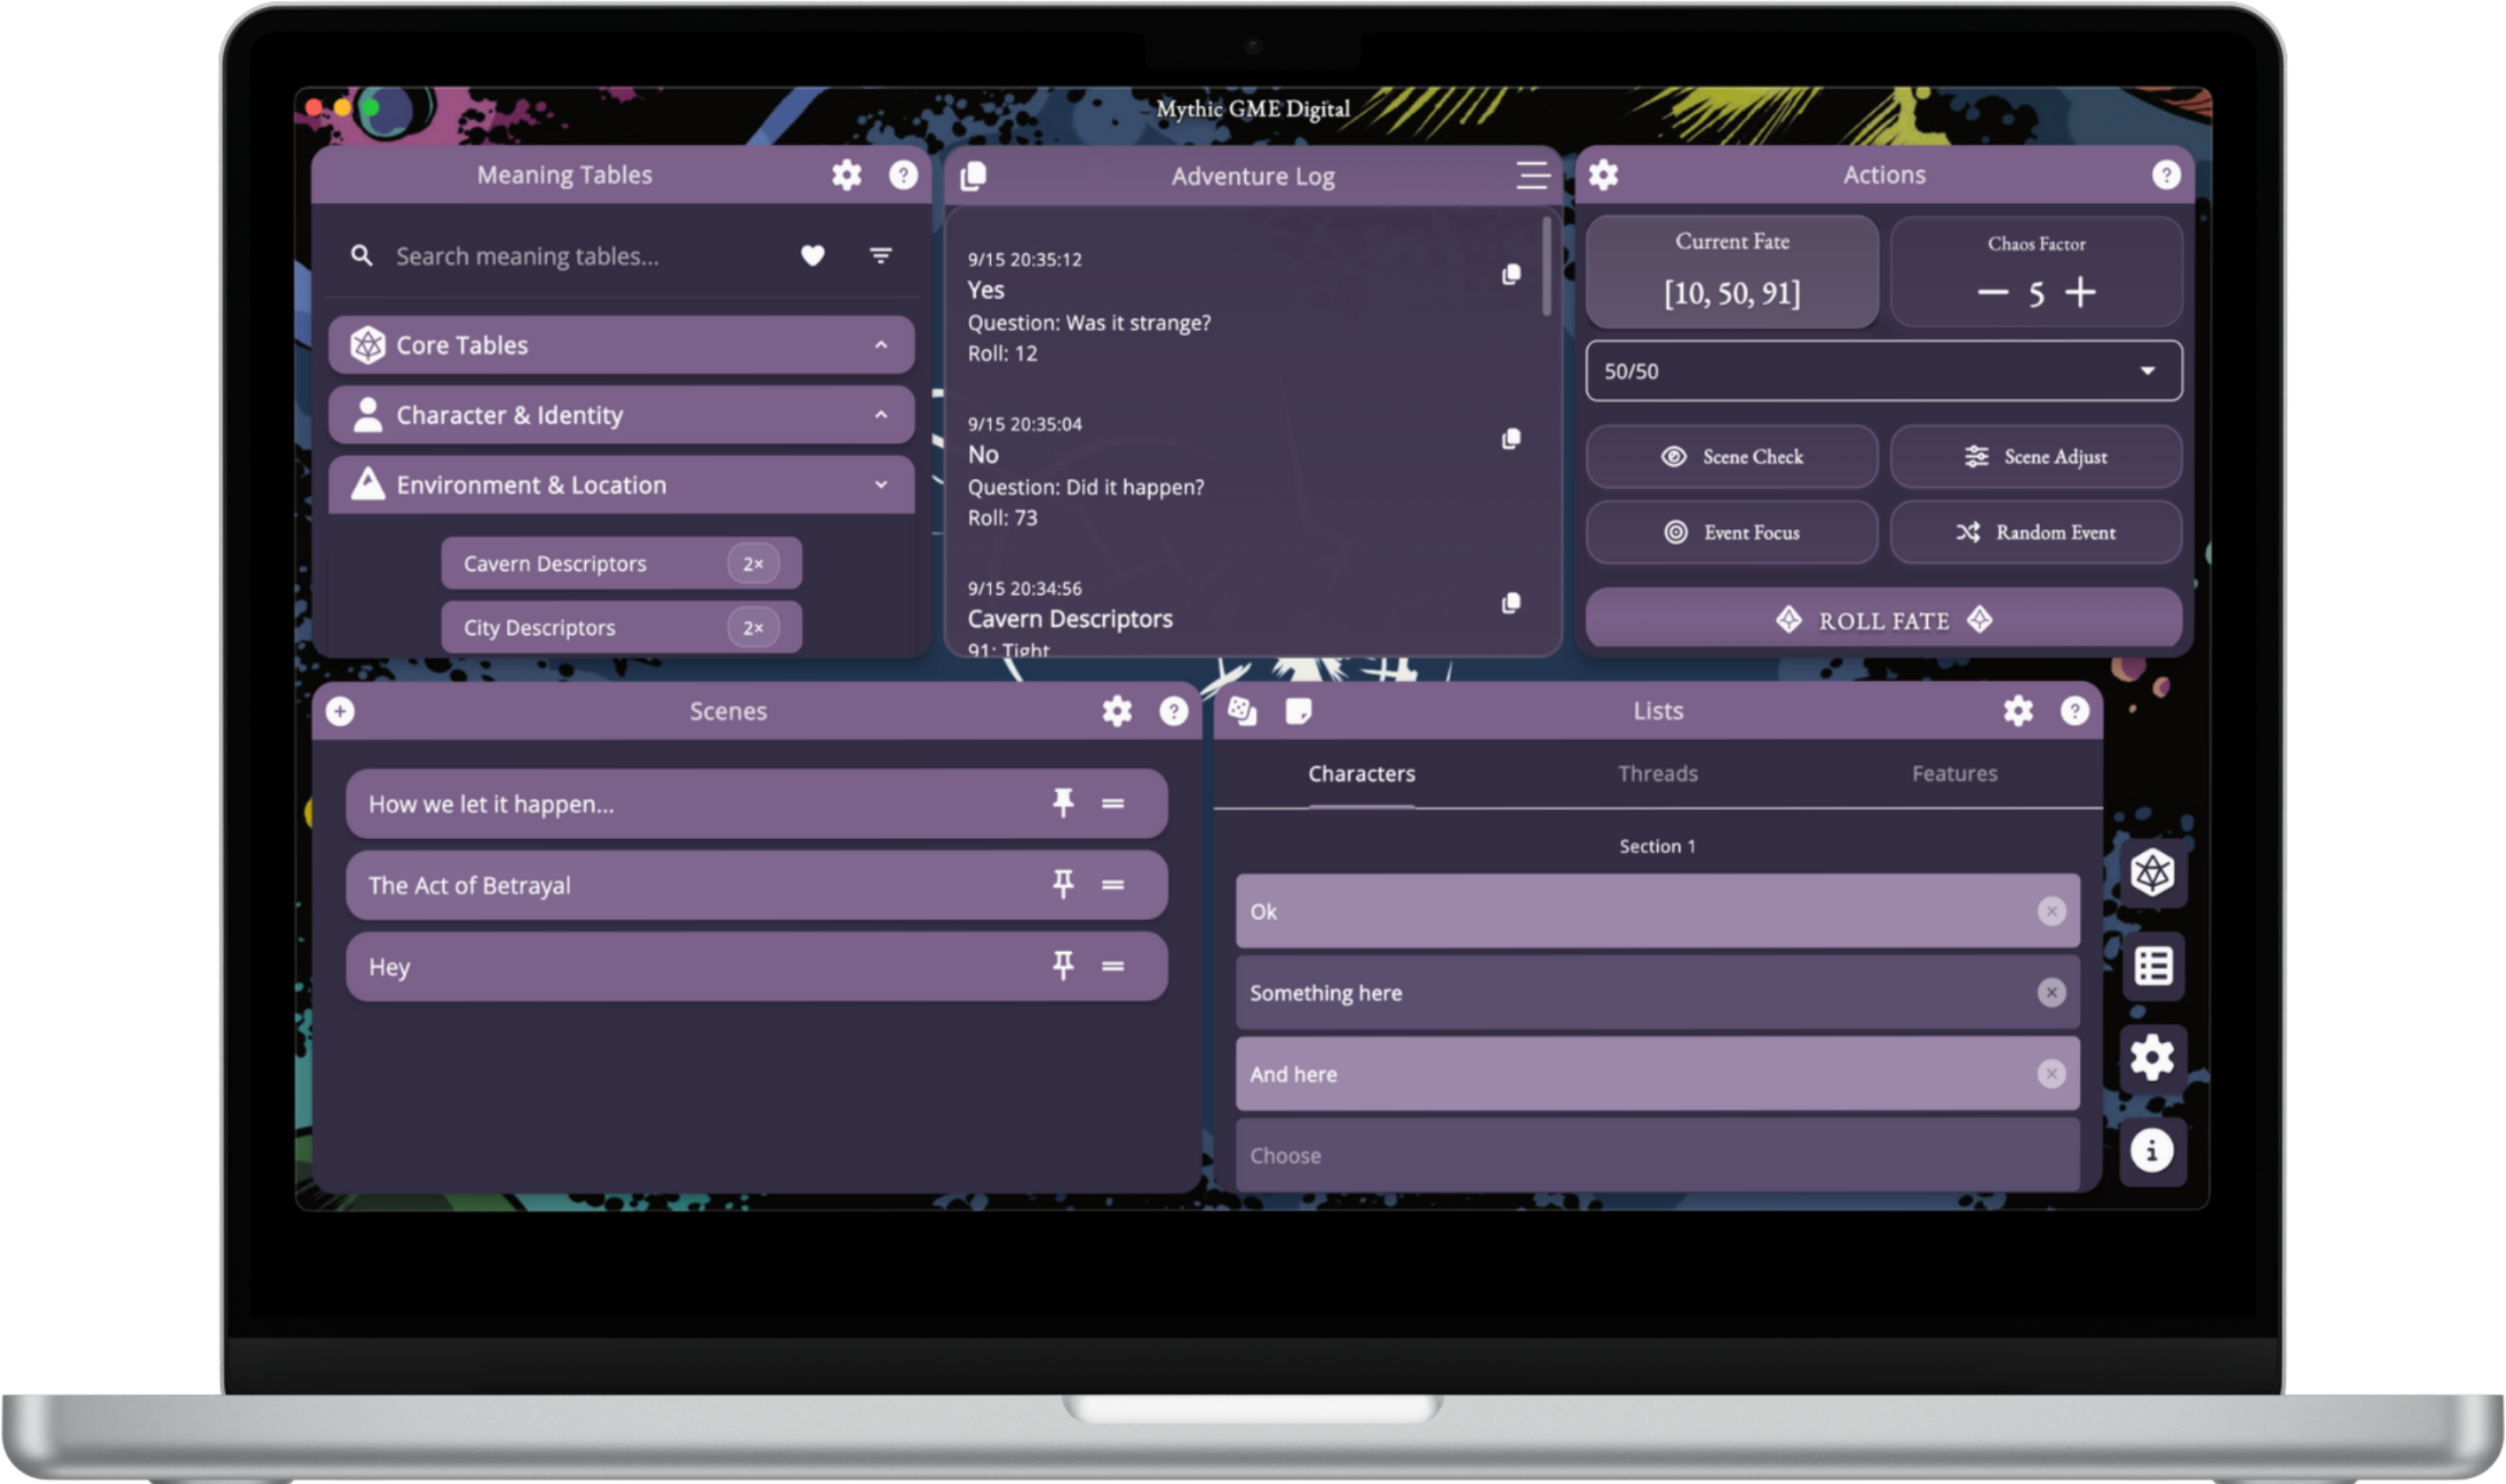 Mythic GME Digital
Meaning Tables
Search meaning tables...
Core Tables
Character & Identity
Environment & Location
Cavern Descriptors 2×
City Descriptors 2×
Adventure Log
9/15 20:35:12
Yes
Question: Was it strange?
Roll: 12
9/15 20:35:04
No
Question: Did it happen?
Roll: 73
9/15 20:34:56
Cavern Descriptors
91: Tight
Actions
Current Fate
[10, 50, 91]
Chaos Factor
5
50/50
Scene Check
Scene Adjust
Event Focus
Random Event
ROLL FATE
Scenes
How we let it happen...
The Act of Betrayal
Hey
Lists
Characters
Threads
Features
Section 1
Ok
Something here
And here
Choose